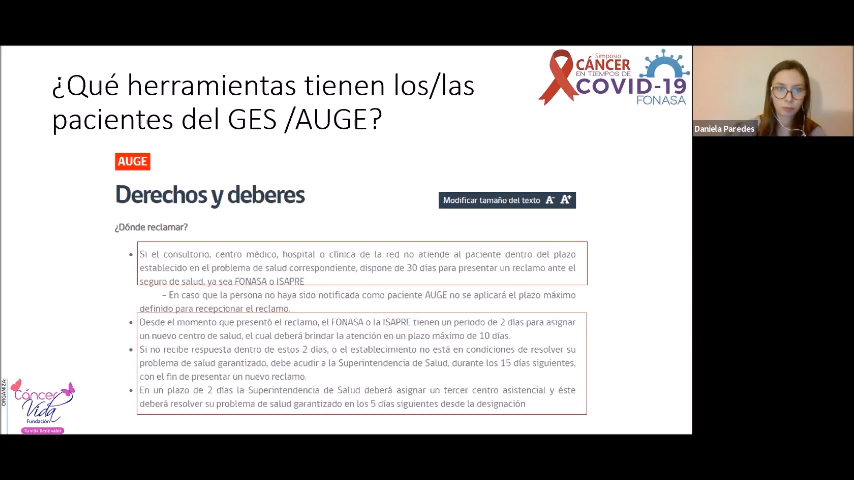 ¿Qué herramientas tienen los/las
pacientes del GES /AUGE?
Simposio
CÁNCER
EN TIEMPOS DE
COVID-19
FONASA
Daniela Paredes
AUGE
Derechos y deberes
Modificar tamaño del texto A- A+
¿Dónde reclamar?
• Si el consultorio, centro médico, hospital o clínica de la red no atiende al paciente dentro del plazo
establecido en el problema de salud correspondiente, dispone de 30 días para presentar un reclamo ante el
seguro de salud, ya sea FONASA o ISAPRE
– En caso que la persona no haya sido notificada como paciente AUGE no se aplicará el plazo máximo
definido para recepcionar el reclamo.
• Desde el momento que presentó el reclamo, el FONASA o la ISAPRE tienen un periodo de 2 días para asignar
un nuevo centro de salud, el cual deberá brindar la atención en un plazo máximo de 10 días.
• Si no recibe respuesta dentro de estos 2 días, o el establecimiento no está en condiciones de resolver su
problema de salud garantizado, debe acudir a la Superintendencia de Salud, durante los 15 días siguientes,
con el fin de presentar un nuevo reclamo.
• En un plazo de 2 días la Superintendencia de Salud deberá asignar un tercer centro asistencial y éste
deberá resolver su problema de salud garantizado en los 5 días siguientes desde la designación
ORGANIZA:
Cáncer
Vida
Fundación